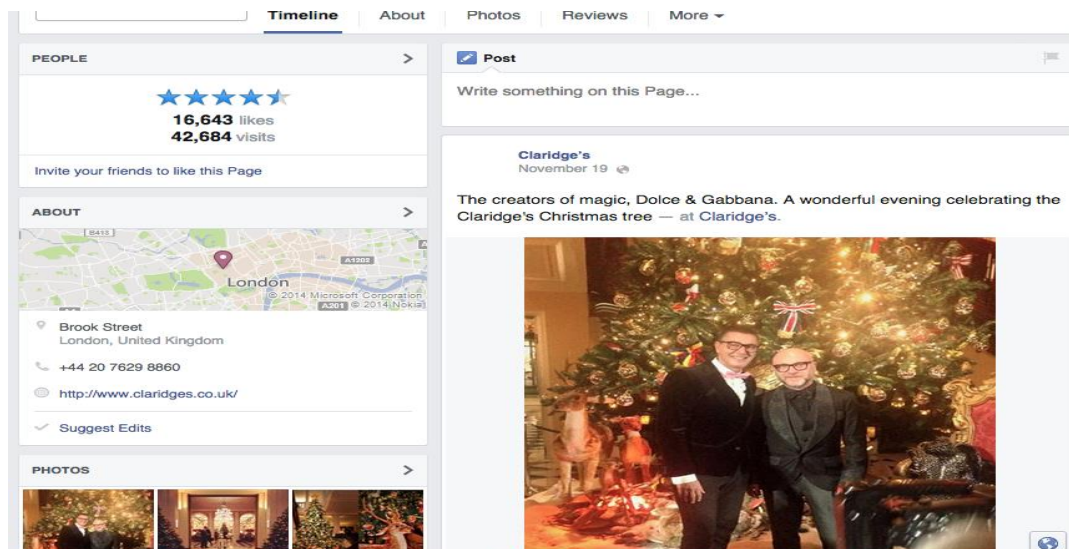 Timeline About Photos Reviews More
PEOPLE
16,643 likes
42,684 visits
Invite your friends to like this Page
ABOUT
B413
A1203
London
© 2014 Microsoft Corporation
A201 © 2014 Nokia
Brook Street
London, United Kingdom
+44 20 7629 8860
http://www.claridges.co.uk/
Suggest Edits
PHOTOS
Post
Write something on this Page...
Claridge's
November 19
The creators of magic, Dolce & Gabbana. A wonderful evening celebrating the
Claridge's Christmas tree — at Claridge's.